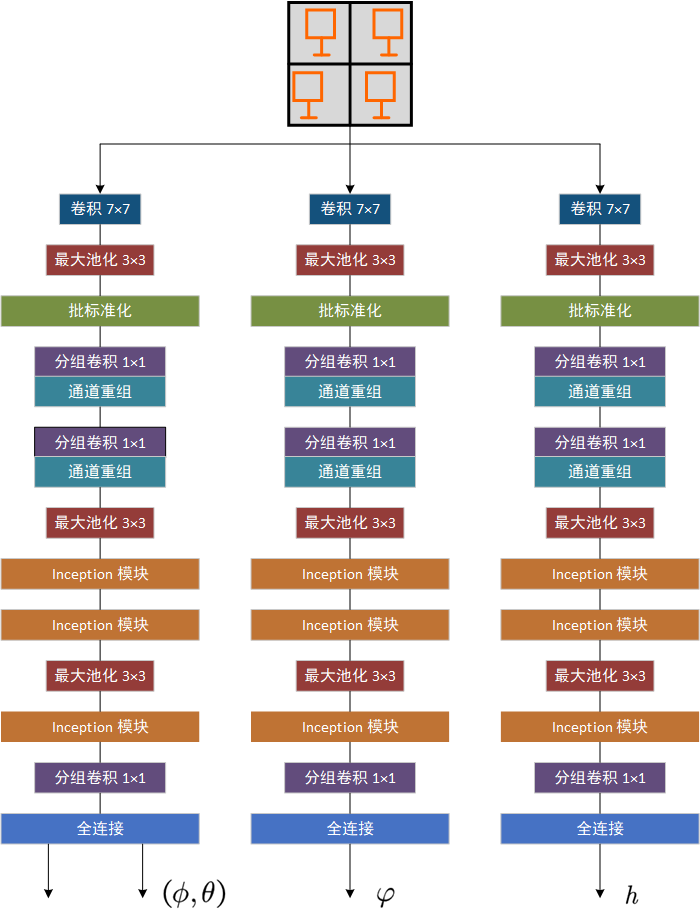 卷积 7×7
最大池化 3×3
批标准化
分组卷积 1×1
通道重组
分组卷积 1×1
通道重组
最大池化 3×3
Inception 模块
Inception 模块
最大池化 3×3
Inception 模块
分组卷积 1×1
全连接
(ϕ,θ)
卷积 7×7
最大池化 3×3
批标准化
分组卷积 1×1
通道重组
分组卷积 1×1
通道重组
最大池化 3×3
Inception 模块
Inception 模块
最大池化 3×3
Inception 模块
分组卷积 1×1
全连接
φ
卷积 7×7
最大池化 3×3
批标准化
分组卷积 1×1
通道重组
分组卷积 1×1
通道重组
最大池化 3×3
Inception 模块
Inception 模块
最大池化 3×3
Inception 模块
分组卷积 1×1
全连接
h